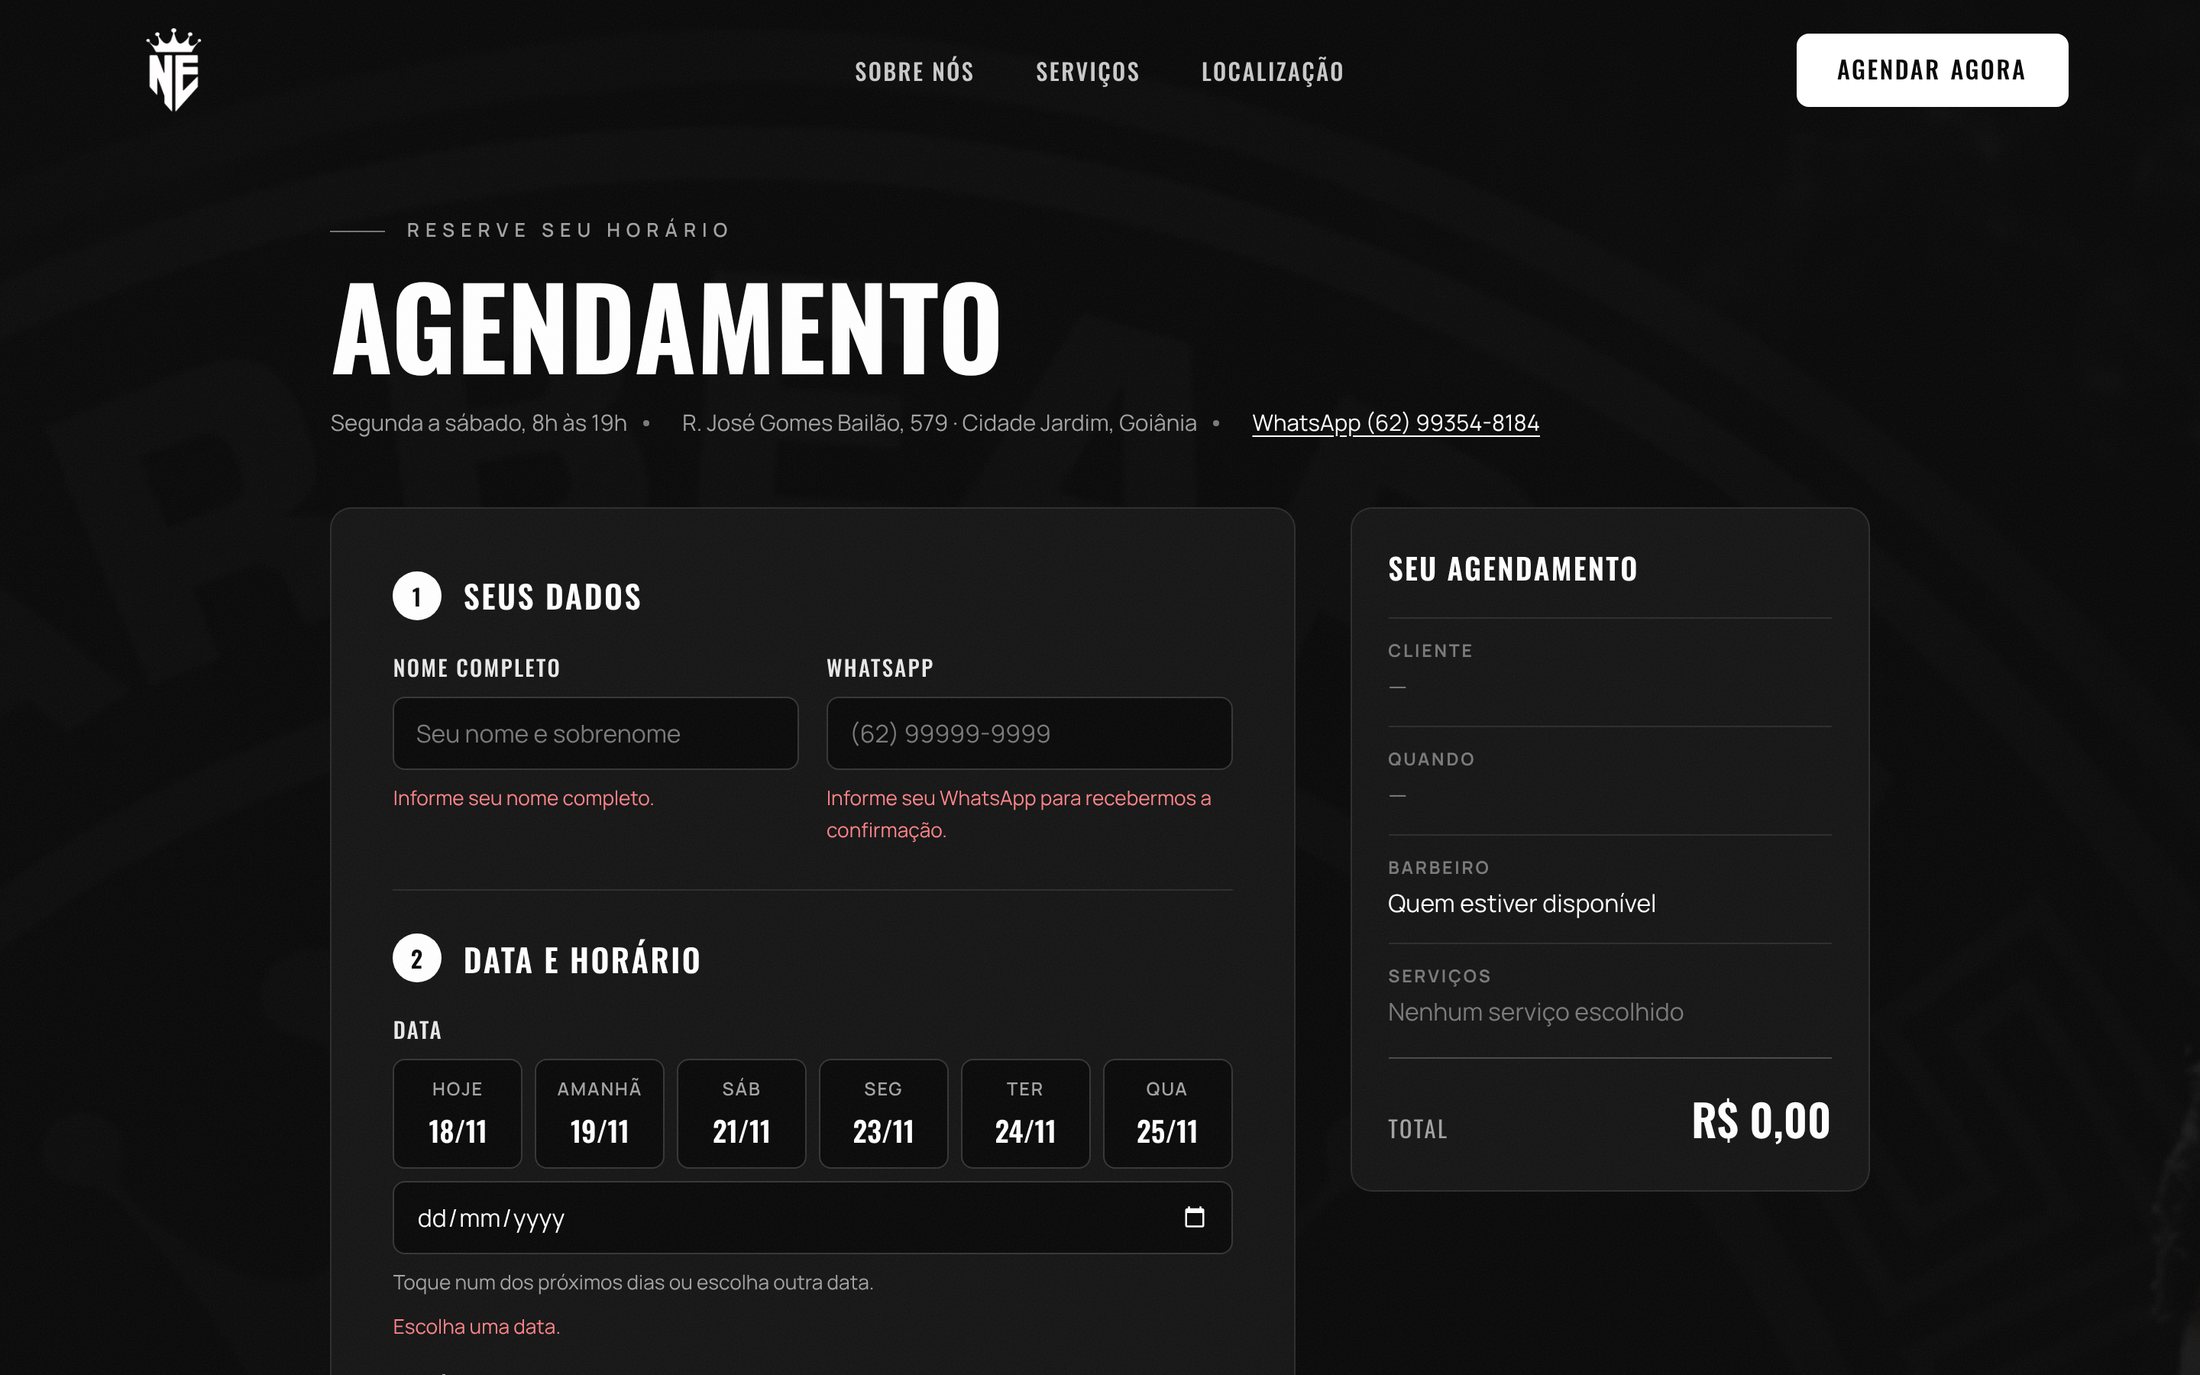 NE
SOBRE NÓS
SERVIÇOS
LOCALIZAÇÃO
AGENDAR AGORA
RESERVE SEU HORÁRIO
AGENDAMENTO
Segunda a sábado, 8h às 19h • R. José Gomes Bailão, 579 · Cidade Jardim, Goiânia • WhatsApp (62) 99354-8184
1 SEUS DADOS
NOME COMPLETO
Seu nome e sobrenome
Informe seu nome completo.
WHATSAPP
(62) 99999-9999
Informe seu WhatsApp para recebermos a
confirmação.
2 DATA E HORÁRIO
DATA
HOJE
18/11
AMANHÃ
19/11
SÁB
21/11
SEG
23/11
TER
24/11
QUA
25/11
dd/mm/yyyy
Toque num dos próximos dias ou escolha outra data.
Escolha uma data.
SEU AGENDAMENTO
CLIENTE
—
QUANDO
—
BARBEIRO
Quem estiver disponível
SERVIÇOS
Nenhum serviço escolhido
TOTAL R$ 0,00